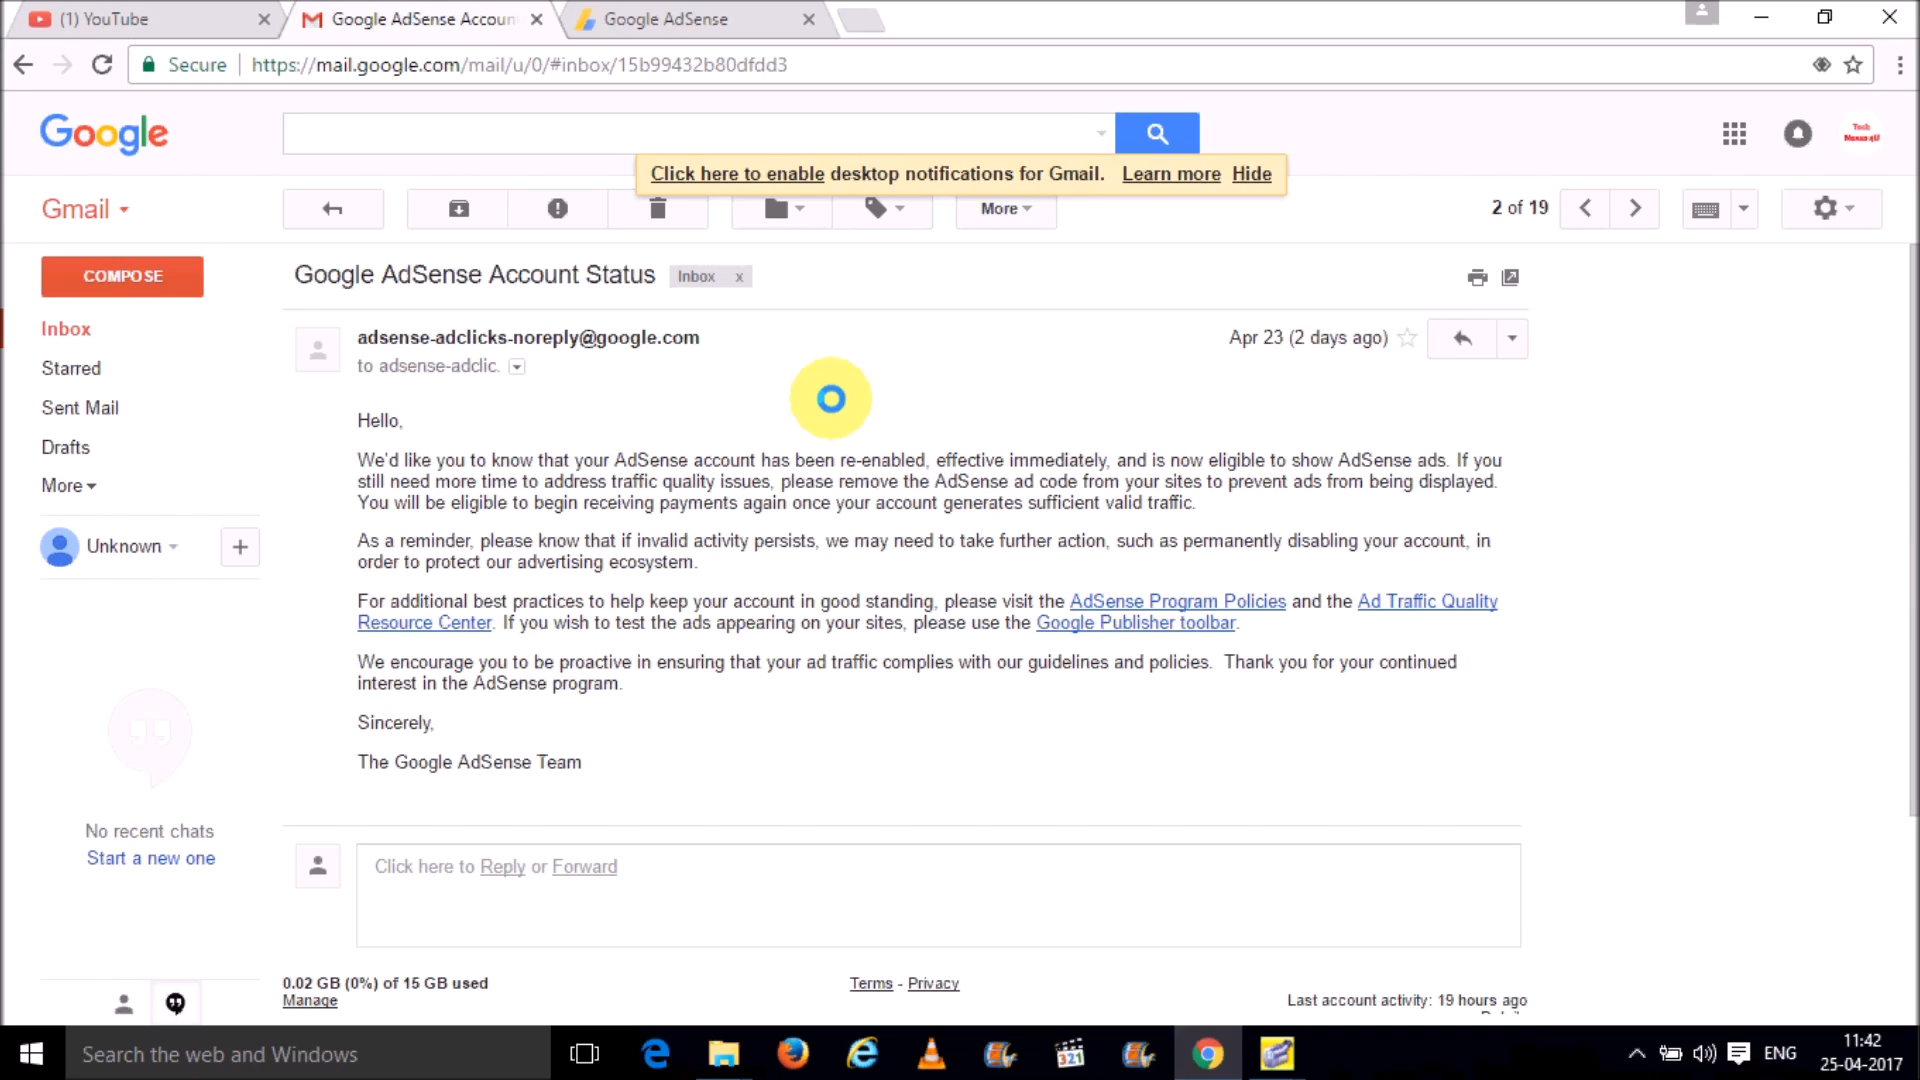 (1) YouTube
Google AdSense Accoun
Google AdSense
Secure
https://mail.google.com/mail/u/0/#inbox/15b99432b80dfdd3
Google
Tech
Nexus 4U
Click here to enable desktop notifications for Gmail. Learn more Hide
Gmail
More
2 of 19
COMPOSE
Google AdSense Account Status
Inbox x
Inbox
Starred
Sent Mail
Drafts
More
Unknown
adsense-adclicks-noreply@google.com
Apr 23 (2 days ago)
to adsense-adclic.
Hello,
We'd like you to know that your AdSense account has been re-enabled, effective immediately, and is now eligible to show AdSense ads. If you
still need more time to address traffic quality issues, please remove the AdSense ad code from your sites to prevent ads from being displayed.
You will be eligible to begin receiving payments again once your account generates sufficient valid traffic.
As a reminder, please know that if invalid activity persists, we may need to take further action, such as permanently disabling your account, in
order to protect our advertising ecosystem.
For additional best practices to help keep your account in good standing, please visit the AdSense Program Policies and the Ad Traffic Quality
Resource Center. If you wish to test the ads appearing on your sites, please use the Google Publisher toolbar.
We encourage you to be proactive in ensuring that your ad traffic complies with our guidelines and policies.  Thank you for your continued
interest in the AdSense program.
Sincerely,
The Google AdSense Team
No recent chats
Start a new one
Click here to Reply or Forward
0.02 GB (0%) of 15 GB used
Manage
Terms - Privacy
Last account activity: 19 hours ago
Search the web and Windows
321
ENG
11:42
25-04-2017